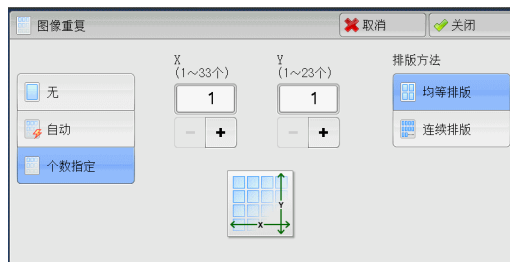 图像重复
取消
关闭
X
(1～33个)
Y
(1～23个)
排版方法
无
自动
个数指定
1
1
- +
- +
均等排版
连续排版
Y
X